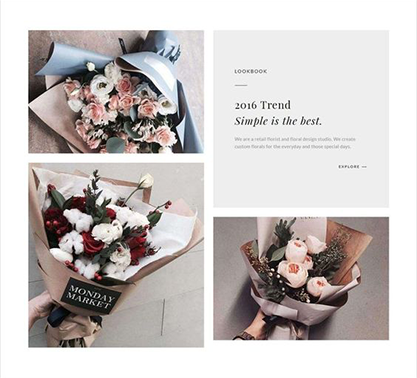 LOOKBOOK
2016 Trend
Simple is the best.
We are a retail florist and floral design studio. We create
custom florals for the everyday and those special days.
EXPLORE
MONDAY
MARKET